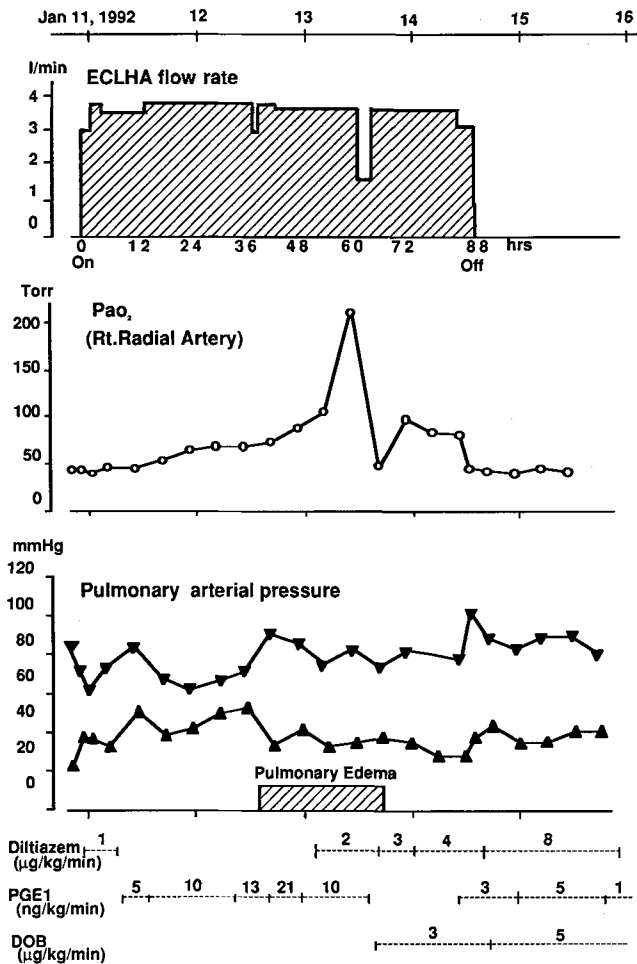 Jan 11, 1992 12 13 14 15 16
l/min
ECLHA flow rate
4
3
2
1
0
0 12 24 36 48 60 72 88 hrs
On Off
Torr
Pao₂
(Rt.Radial Artery)
200
150
100
50
0
mmHg
120
Pulmonary arterial pressure
100
80
60
40
20
0
Pulmonary Edema
Diltiazem 1 2 3 4 8
(μg/kg/min)
PGE1 5 10 13 21 10 3 5 1
(ng/kg/min)
DOB 3 5
(μg/kg/min)